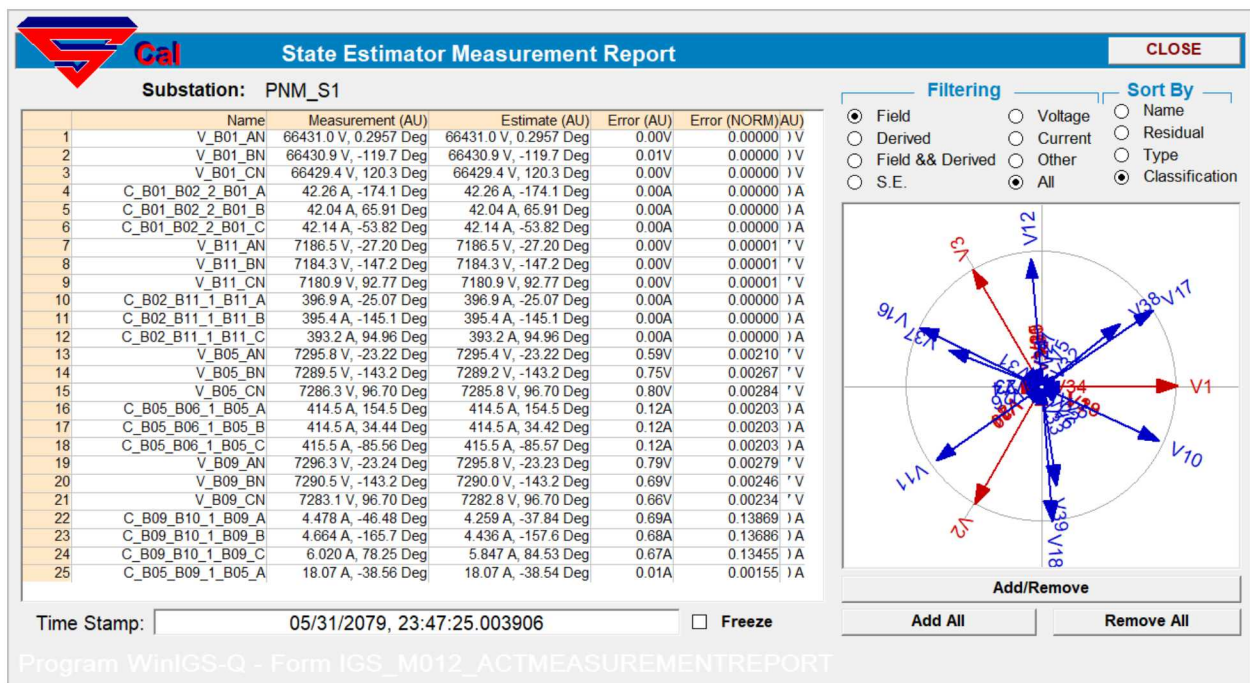 Cal
State Estimator Measurement Report
CLOSE
Substation: PNM_S1
Name Measurement (AU) Estimate (AU) Error (AU) Error (NORM) AU)
1 V_B01_AN 66431.0 V, 0.2957 Deg 66431.0 V, 0.2957 Deg 0.00V 0.00000 ) V
2 V_B01_BN 66430.9 V, -119.7 Deg 66430.9 V, -119.7 Deg 0.01V 0.00000 ) V
3 V_B01_CN 66429.4 V, 120.3 Deg 66429.4 V, 120.3 Deg 0.00V 0.00000 ) V
4 C_B01_B02_2_B01_A 42.26 A, -174.1 Deg 42.26 A, -174.1 Deg 0.00A 0.00000 ) A
5 C_B01_B02_2_B01_B 42.04 A, 65.91 Deg 42.04 A, 65.91 Deg 0.00A 0.00000 ) A
6 C_B01_B02_2_B01_C 42.14 A, -53.82 Deg 42.14 A, -53.82 Deg 0.00A 0.00000 ) A
7 V_B11_AN 7186.5 V, -27.20 Deg 7186.5 V, -27.20 Deg 0.00V 0.00001 ' V
8 V_B11_BN 7184.3 V, -147.2 Deg 7184.3 V, -147.2 Deg 0.00V 0.00001 ' V
9 V_B11_CN 7180.9 V, 92.77 Deg 7180.9 V, 92.77 Deg 0.00V 0.00001 ' V
10 C_B02_B11_1_B11_A 396.9 A, -25.07 Deg 396.9 A, -25.07 Deg 0.00A 0.00000 ) A
11 C_B02_B11_1_B11_B 395.4 A, -145.1 Deg 395.4 A, -145.1 Deg 0.00A 0.00000 ) A
12 C_B02_B11_1_B11_C 393.2 A, 94.96 Deg 393.2 A, 94.96 Deg 0.00A 0.00000 ) A
13 V_B05_AN 7295.8 V, -23.22 Deg 7295.4 V, -23.22 Deg 0.59V 0.00210 ' V
14 V_B05_BN 7289.5 V, -143.2 Deg 7289.2 V, -143.2 Deg 0.75V 0.00267 ' V
15 V_B05_CN 7286.3 V, 96.70 Deg 7285.8 V, 96.70 Deg 0.80V 0.00284 ' V
16 C_B05_B06_1_B05_A 414.5 A, 154.5 Deg 414.5 A, 154.5 Deg 0.12A 0.00203 ) A
17 C_B05_B06_1_B05_B 414.5 A, 34.44 Deg 414.5 A, 34.42 Deg 0.12A 0.00203 ) A
18 C_B05_B06_1_B05_C 415.5 A, -85.56 Deg 415.5 A, -85.57 Deg 0.12A 0.00203 ) A
19 V_B09_AN 7296.3 V, -23.24 Deg 7295.8 V, -23.23 Deg 0.79V 0.00279 ' V
20 V_B09_BN 7290.5 V, -143.2 Deg 7290.0 V, -143.2 Deg 0.69V 0.00246 ' V
21 V_B09_CN 7283.1 V, 96.70 Deg 7282.8 V, 96.70 Deg 0.66V 0.00234 ' V
22 C_B09_B10_1_B09_A 4.478 A, -46.48 Deg 4.259 A, -37.84 Deg 0.69A 0.13869 ) A
23 C_B09_B10_1_B09_B 4.664 A, -165.7 Deg 4.436 A, -157.6 Deg 0.68A 0.13686 ) A
24 C_B09_B10_1_B09_C 6.020 A, 78.25 Deg 5.847 A, 84.53 Deg 0.67A 0.13455 ) A
25 C_B05_B09_1_B05_A 18.07 A, -38.56 Deg 18.07 A, -38.54 Deg 0.01A 0.00155 ) A
Time Stamp: 05/31/2079, 23:47:25.003906
Freeze
Filtering
Field Voltage
Derived Current
Field && Derived Other
S.E. All
Sort By
Name
Residual
Type
Classification
V12
V3
V38 V17
V16
V37
V34
V1
V10
V11
V2
V39
V18
Add/Remove
Add All
Remove All
Program WinIGS-Q - Form IGS_M012_ACTMEASUREMENTREPORT